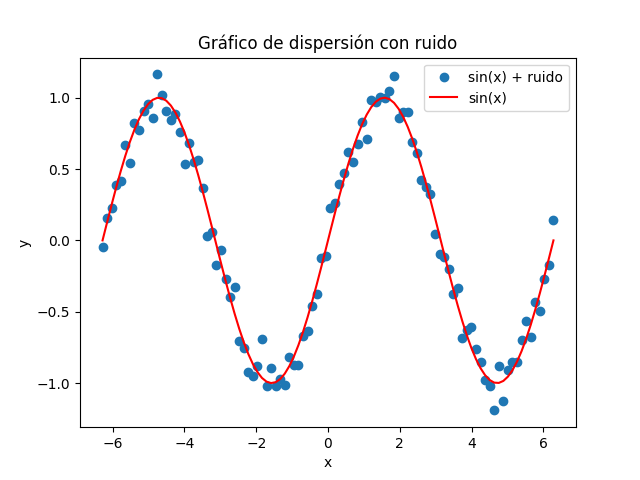 Gráfico de dispersión con ruido
sin(x) + ruido
sin(x)
1.0
0.5
0.0
−0.5
−1.0
y
−6 −4 −2 0 2 4 6
x